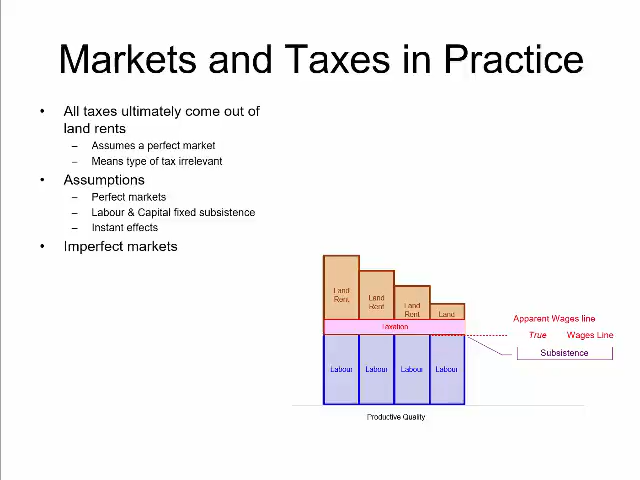 Markets and Taxes in Practice
• All taxes ultimately come out of
land rents
– Assumes a perfect market
– Means type of tax irrelevant
• Assumptions
– Perfect markets
– Labour & Capital fixed subsistence
– Instant effects
• Imperfect markets
Land
Rent
Land
Rent
Land
Rent
Land
Taxation
Labour
Labour
Labour
Labour
Productive Quality
Apparent Wages line
True Wages Line
Subsistence